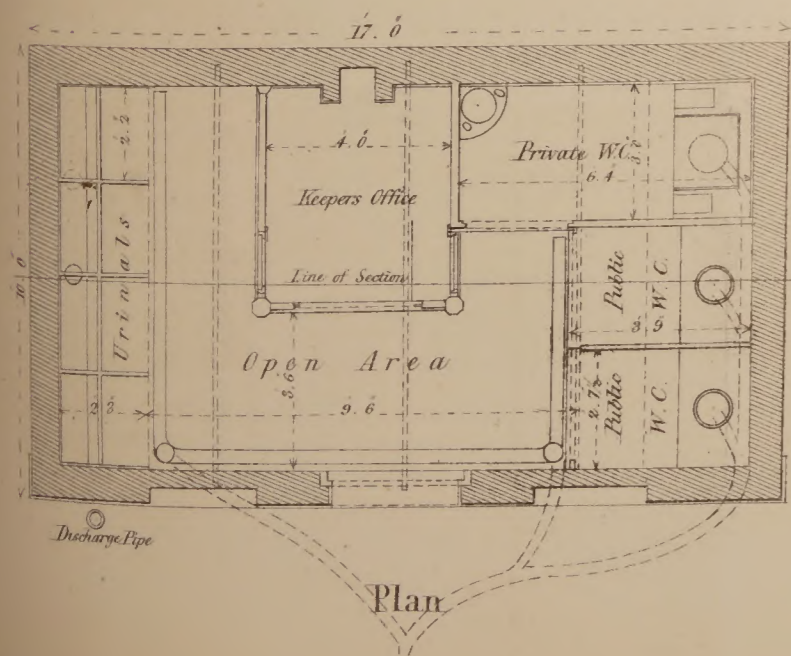 17.0
2.2
4.0
Private W.C.
6.4
3.0
Keepers Office
10.0
Urinals
Line of Section
Public
W.C.
3.9
Open Area
3.6
2.3
9.6
2.7
Public
W.C.
Discharge Pipe
Plan